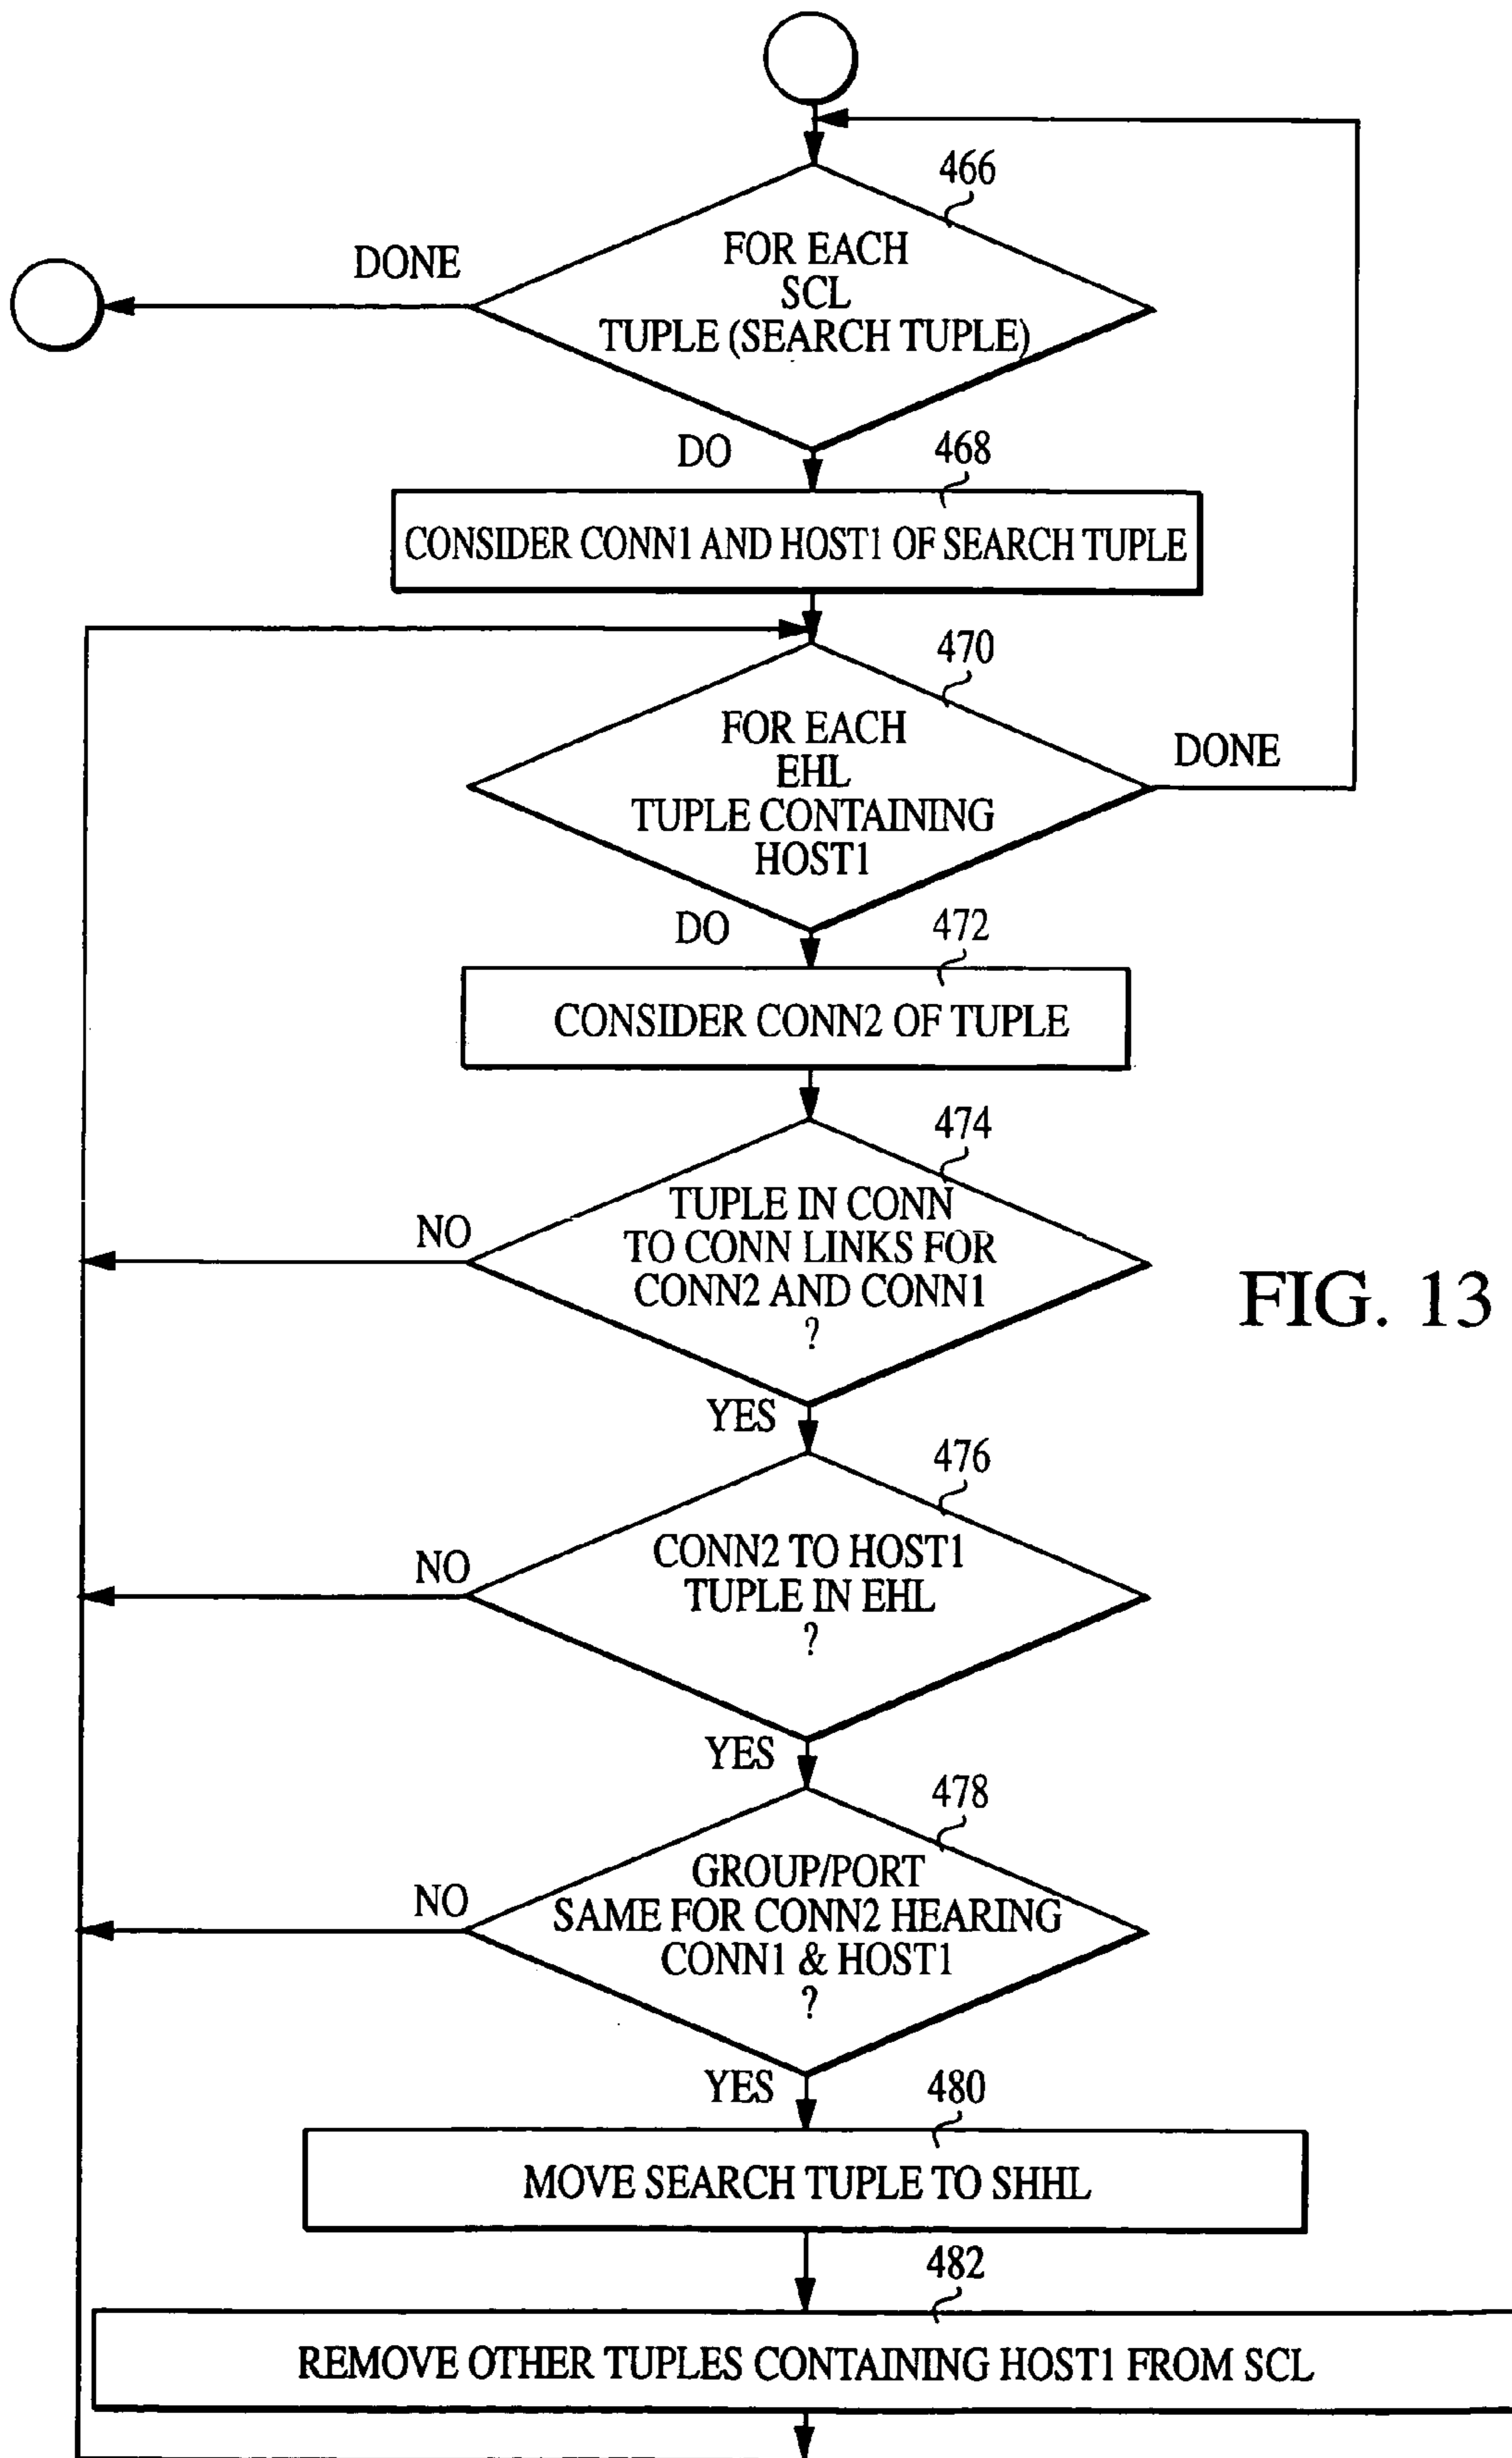 466
FOR EACH
SCL
TUPLE (SEARCH TUPLE)
DONE
DO
468
CONSIDER CONN1 AND HOST1 OF SEARCH TUPLE
470
FOR EACH
EHL
TUPLE CONTAINING
HOST1
DONE
DO
472
CONSIDER CONN2 OF TUPLE
474
TUPLE IN CONN
TO CONN LINKS FOR
CONN2 AND CONN1
?
NO
FIG. 13
YES
476
CONN2 TO HOST1
TUPLE IN EHL
?
NO
YES
478
GROUP/PORT
SAME FOR CONN2 HEARING
CONN1 & HOST1
?
NO
YES
480
MOVE SEARCH TUPLE TO SHHL
482
REMOVE OTHER TUPLES CONTAINING HOST1 FROM SCL